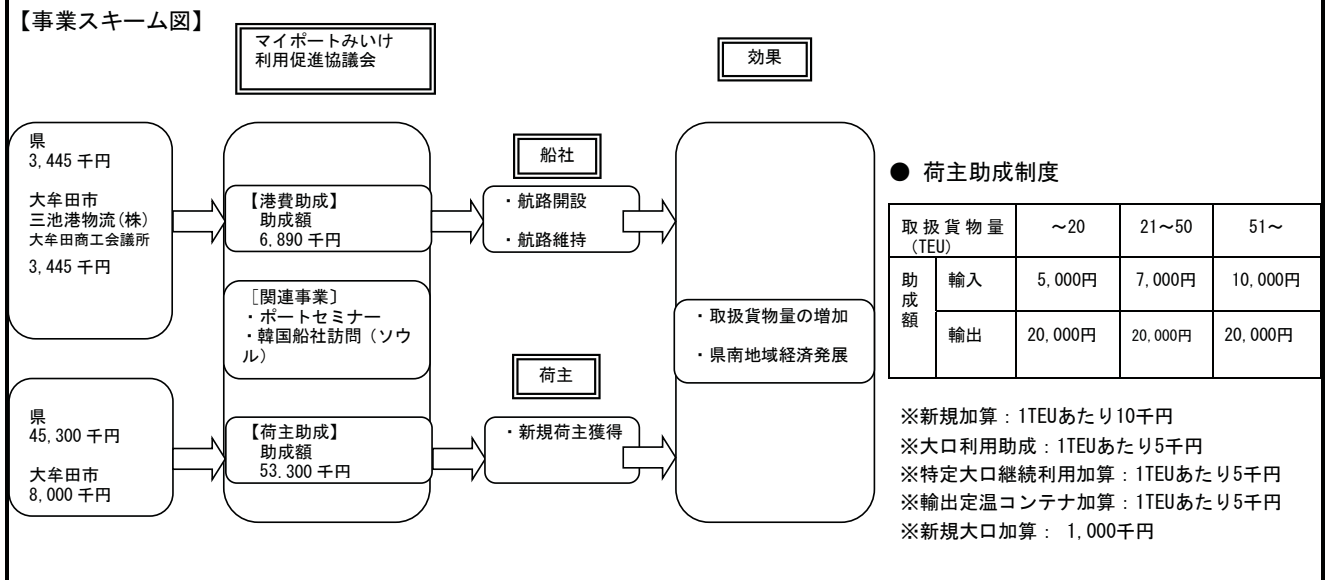 【事業スキーム図】
マイポートみいけ
利用促進協議会
効果
県
3,445 千円
大牟田市
三池港物流(株)
大牟田商工会議所
3,445 千円
【港費助成】
助成額
6,890 千円
船社
・航路開設
・航路維持
［関連事業］
・ポートセミナー
・韓国船社訪問（ソウ
ル）
・取扱貨物量の増加
・県南地域経済発展
県
45,300 千円
大牟田市
8,000 千円
【荷主助成】
助成額
53,300 千円
荷主
・新規荷主獲得
● 荷主助成制度
取扱貨物量 ～20 21～50 51～
（TEU）
助成額 輸入 5,000円 7,000円 10,000円
輸出 20,000円 20,000円 20,000円
※新規加算：1TEUあたり10千円
※大口利用助成：1TEUあたり5千円
※特定大口継続利用加算：1TEUあたり5千円
※輸出定温コンテナ加算：1TEUあたり5千円
※新規大口加算： 1,000千円